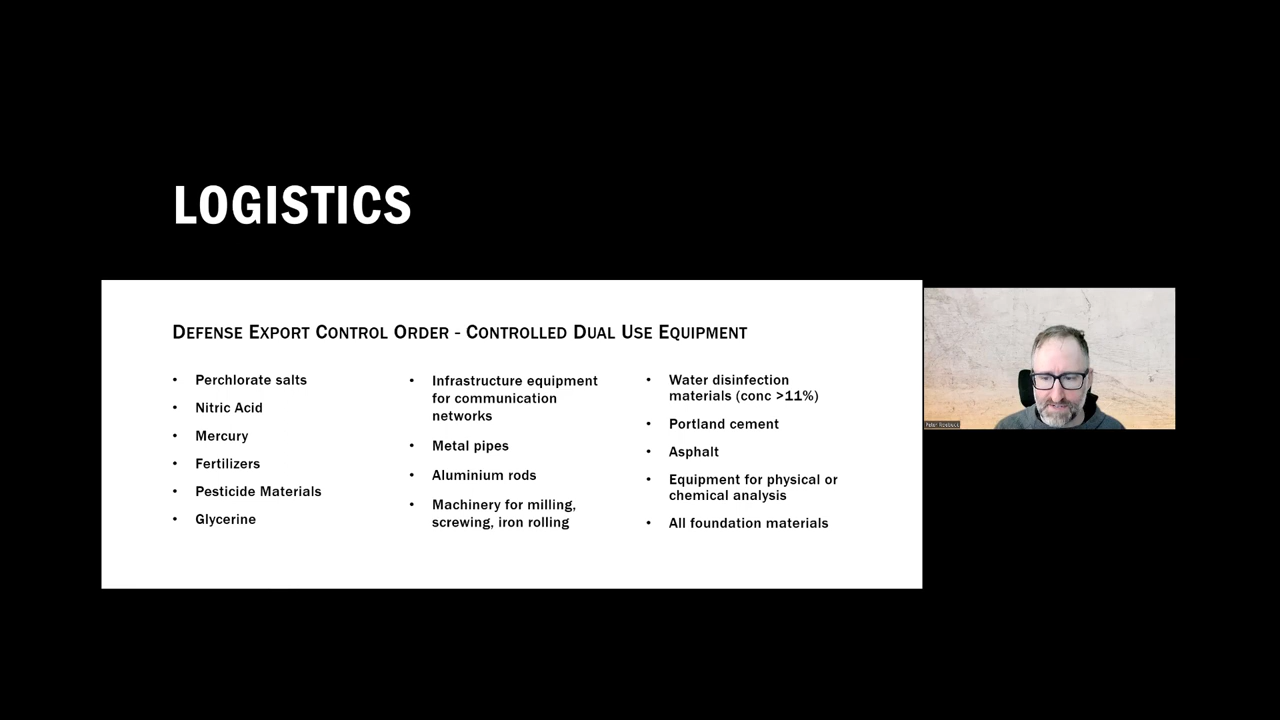 LOGISTICS
DEFENSE EXPORT CONTROL ORDER - CONTROLLED DUAL USE EQUIPMENT
• Perchlorate salts
• Nitric Acid
• Mercury
• Fertilizers
• Pesticide Materials
• Glycerine
• Infrastructure equipment
for communication
networks
• Metal pipes
• Aluminium rods
• Machinery for milling,
screwing, iron rolling
• Water disinfection
materials (conc >11%)
• Portland cement
• Asphalt
• Equipment for physical or
chemical analysis
• All foundation materials
Peter Roebuck